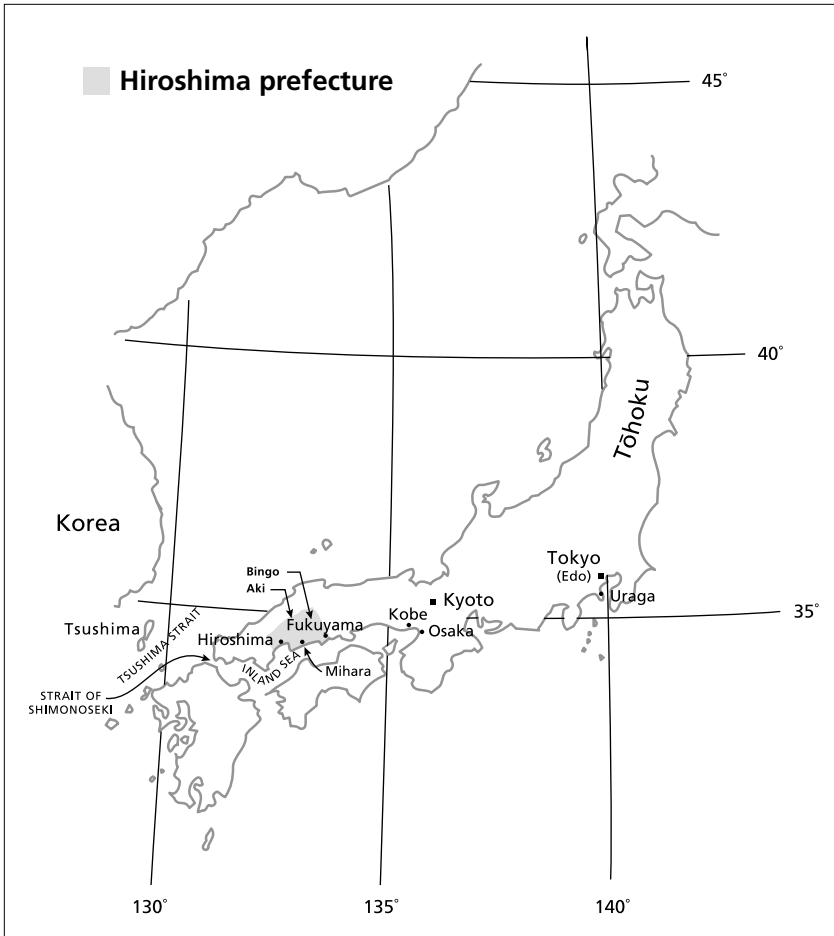 Hiroshima prefecture
45°
40°
Tōhoku
Korea
Tokyo
(Edo)
Uraga
35°
Bingo
Aki
Kyoto
Kobe
Osaka
Fukuyama
Hiroshima
Mihara
INLAND SEA
Tsushima
TSUSHIMA STRAIT
STRAIT OF
SHIMONOSEKI
130°
135°
140°